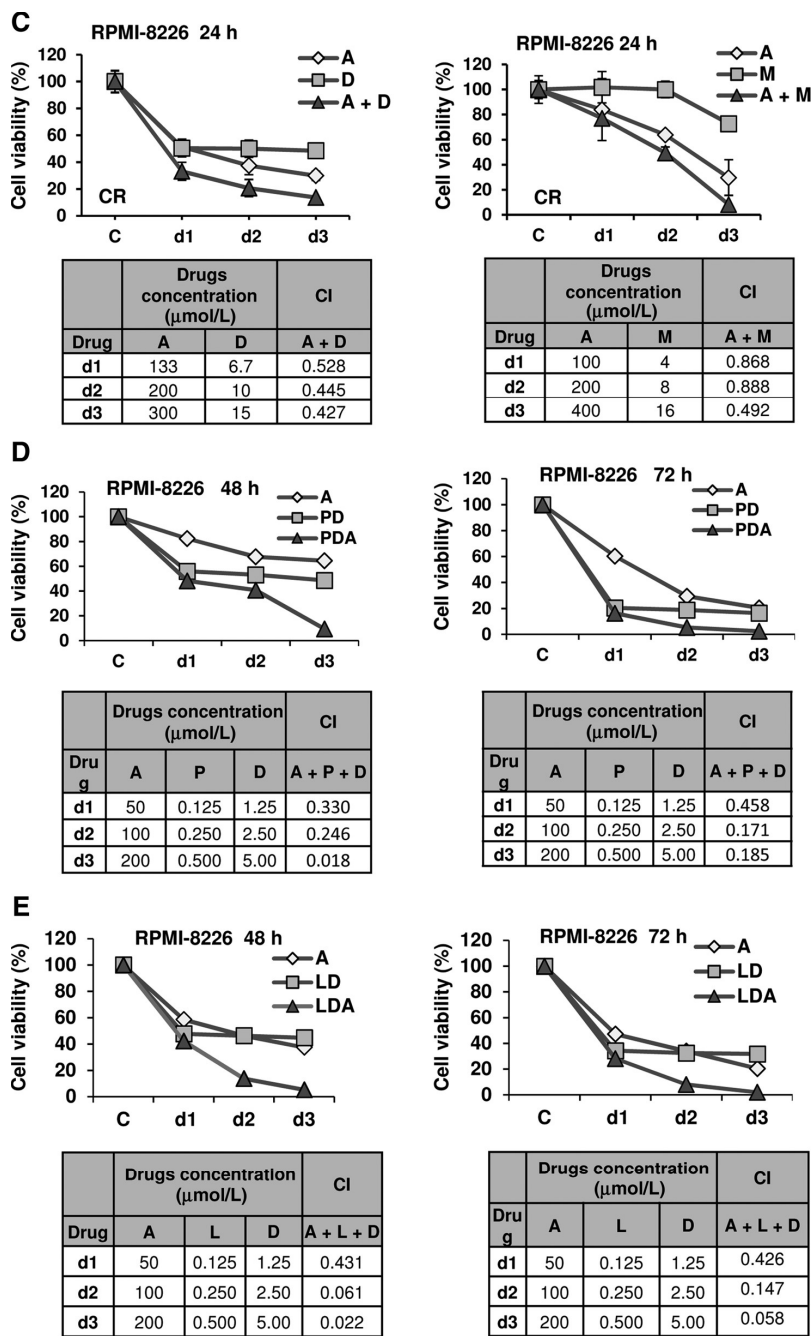 C
RPMI-8226 24 h
Cell viability (%)
120
100
80
60
40
20
0
A
D
A + D
CR
C d1 d2 d3
Drugs concentration (μmol/L) CI
Drug A D A + D
d1 133 6.7 0.528
d2 200 10 0.445
d3 300 15 0.427
RPMI-8226 24 h
Cell viability (%)
120
100
80
60
40
20
0
A
M
A + M
CR
C d1 d2 d3
Drugs concentration (μmol/L) CI
Drug A M A + M
d1 100 4 0.868
d2 200 8 0.888
d3 400 16 0.492
D
RPMI-8226 48 h
Cell viability (%)
120
100
80
60
40
20
0
A
PD
PDA
C d1 d2 d3
Drugs concentration (μmol/L) CI
Drug A P D A + P + D
d1 50 0.125 1.25 0.330
d2 100 0.250 2.50 0.246
d3 200 0.500 5.00 0.018
RPMI-8226 72 h
Cell viability (%)
120
100
80
60
40
20
0
A
PD
PDA
C d1 d2 d3
Drugs concentration (μmol/L) CI
Drug A P D A + P + D
d1 50 0.125 1.25 0.458
d2 100 0.250 2.50 0.171
d3 200 0.500 5.00 0.185
E
RPMI-8226 48 h
Cell viability (%)
120
100
80
60
40
20
0
A
LD
LDA
C d1 d2 d3
Drugs concentration (μmol/L) CI
Drug A L D A + L + D
d1 50 0.125 1.25 0.431
d2 100 0.250 2.50 0.061
d3 200 0.500 5.00 0.022
RPMI-8226 72 h
Cell viability (%)
120
100
80
60
40
20
0
A
LD
LDA
C d1 d2 d3
Drugs concentration (μmol/L) CI
Drug A L D A + L + D
d1 50 0.125 1.25 0.426
d2 100 0.250 2.50 0.147
d3 200 0.500 5.00 0.058